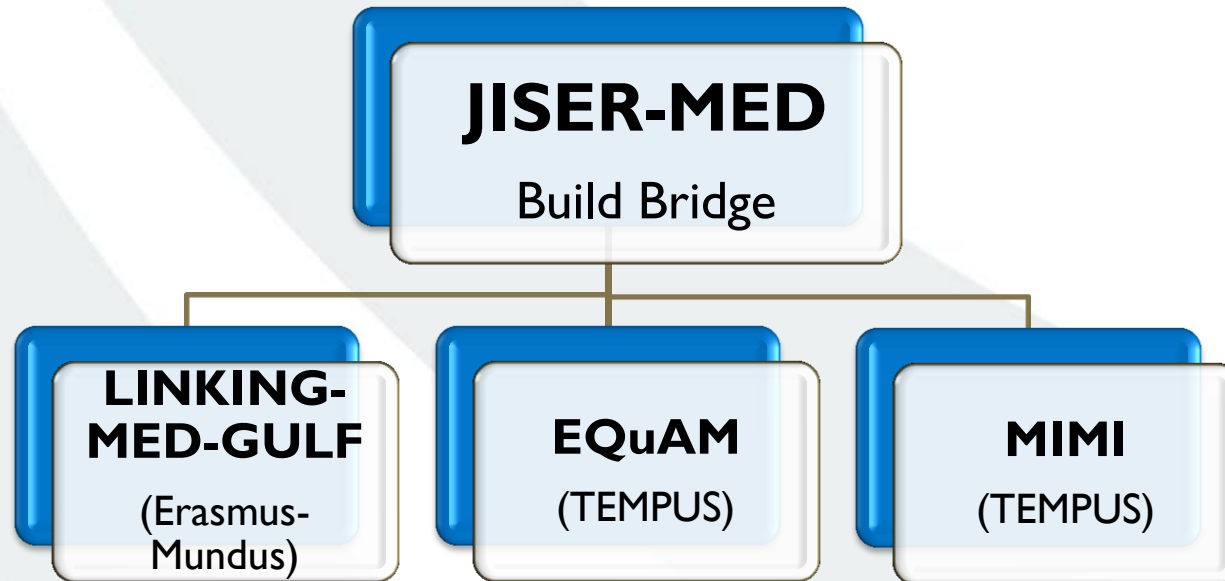 JISER-MED
Build Bridge
LINKING-
MED-GULF
(Erasmus-
Mundus)
EQuAM
(TEMPUS)
MIMI
(TEMPUS)